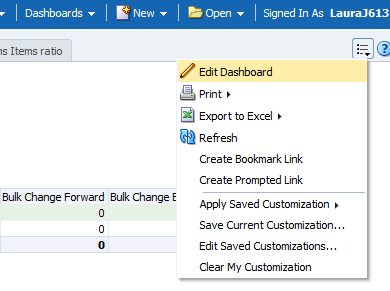 Dashboards New Open Signed In As LauraJ613
ns Items ratio
Edit Dashboard
Print
Export to Excel
Refresh
Create Bookmark Link
Create Prompted Link
Apply Saved Customization
Save Current Customization...
Edit Saved Customizations...
Clear My Customization
Bulk Change Forward Bulk Change
0
0
0